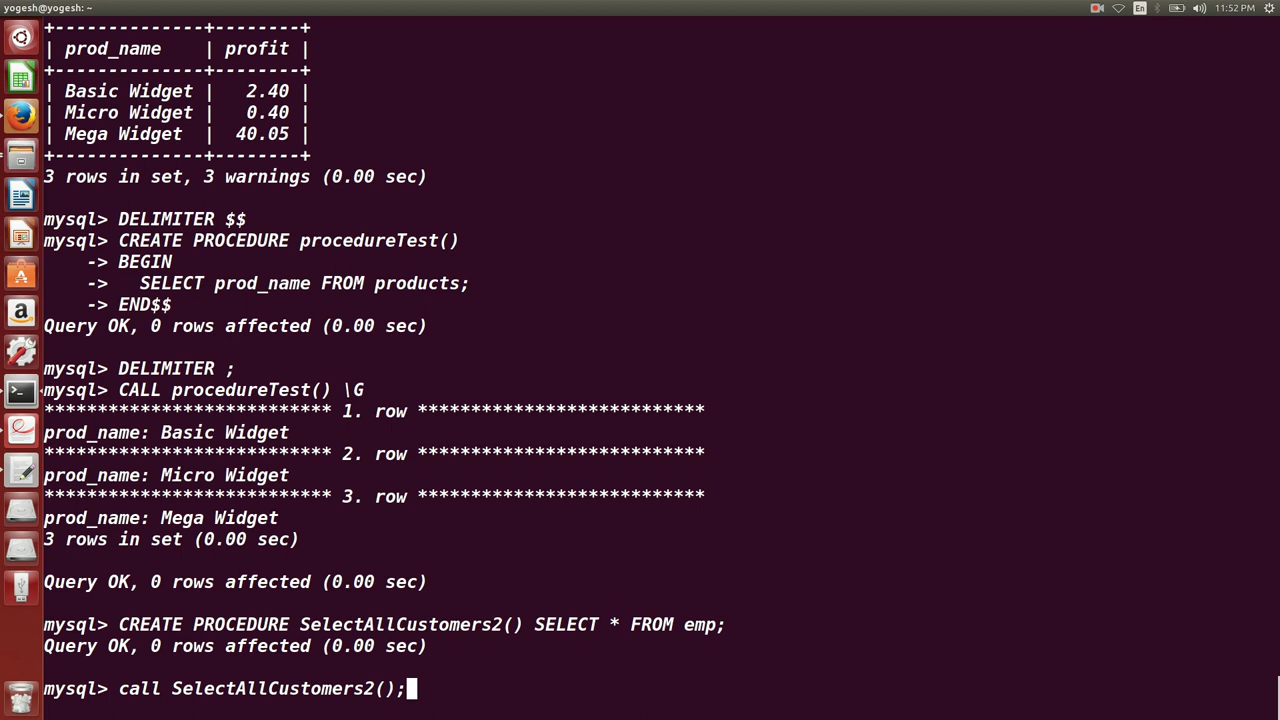 yogesh@yogesh: ~
En
11:52 PM
+--------------+--------+
| prod_name    | profit |
+--------------+--------+
| Basic Widget |   2.40 |
| Micro Widget |   0.40 |
| Mega Widget  |  40.05 |
+--------------+--------+
3 rows in set, 3 warnings (0.00 sec)
mysql> DELIMITER $$
mysql> CREATE PROCEDURE procedureTest()
    -> BEGIN
    ->   SELECT prod_name FROM products;
    -> END$$
Query OK, 0 rows affected (0.00 sec)
mysql> DELIMITER ;
mysql> CALL procedureTest() \G
*************************** 1. row ***************************
prod_name: Basic Widget
*************************** 2. row ***************************
prod_name: Micro Widget
*************************** 3. row ***************************
prod_name: Mega Widget
3 rows in set (0.00 sec)
Query OK, 0 rows affected (0.00 sec)
mysql> CREATE PROCEDURE SelectAllCustomers2() SELECT * FROM emp;
Query OK, 0 rows affected (0.00 sec)
mysql> call SelectAllCustomers2();